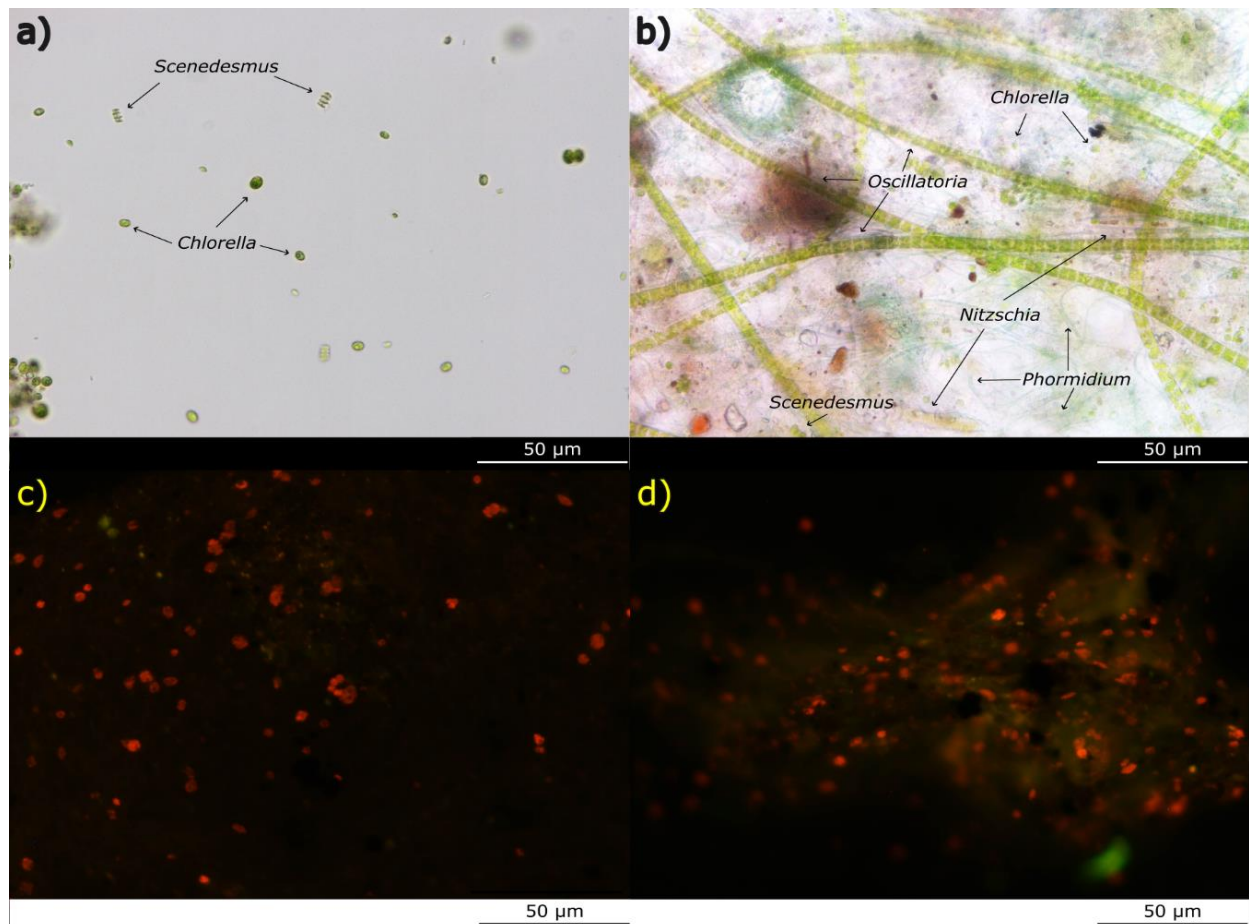 a)
Scenedesmus
Chlorella
50 µm
b)
Chlorella
Oscillatoria
Nitzschia
Phormidium
Scenedesmus
50 µm
c)
50 µm
d)
50 µm